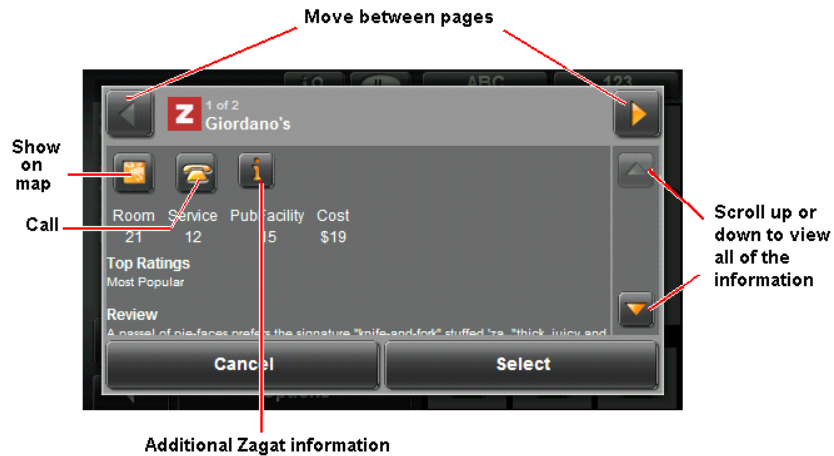 Move between pages
ABC
123
Z
1 of 2
Giordano's
Show
on
map
i
Call
Room Service PubFacility Cost
21 12 15 $19
Scroll up or
down to view
all of the
information
Top Ratings
Most Popular
Review
A passel of pie-faces prefers the signature "knife-and-fork" stuffed 'za, "thick, juicy and
Cancel
Select
Options
Additional Zagat information